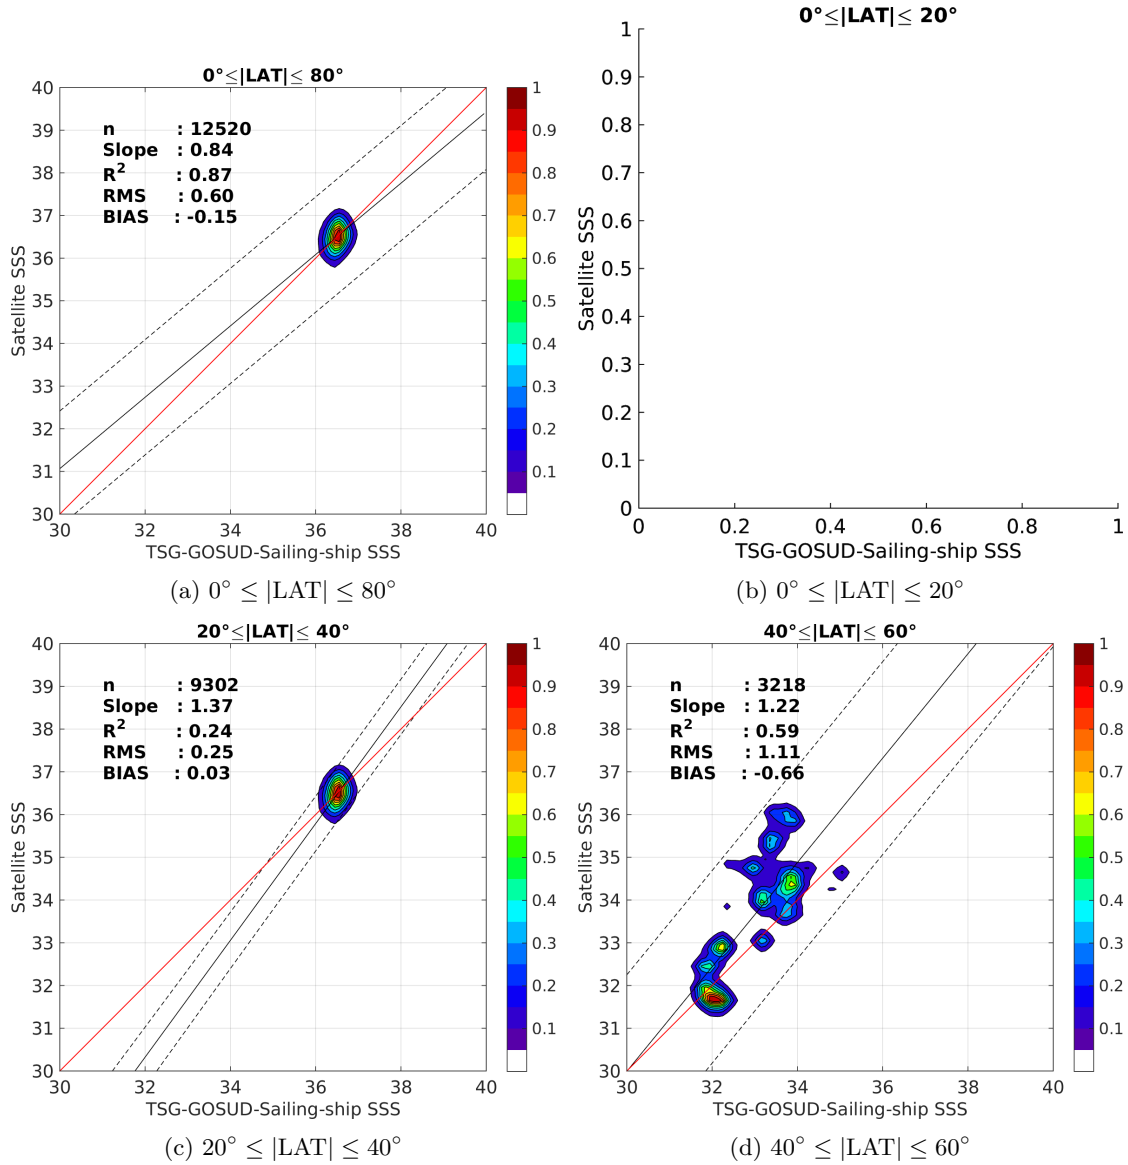 0°≤|LAT|≤ 80°
n : 12520
Slope : 0.84
R² : 0.87
RMS : 0.60
BIAS : -0.15
Satellite SSS
40
39
38
37
36
35
34
33
32
31
30
30 32 34 36 38 40
TSG-GOSUD-Sailing-ship SSS
1
0.9
0.8
0.7
0.6
0.5
0.4
0.3
0.2
0.1
(a) 0° ≤ |LAT| ≤ 80°
0°≤|LAT|≤ 20°
Satellite SSS
1
0.9
0.8
0.7
0.6
0.5
0.4
0.3
0.2
0.1
0
0 0.2 0.4 0.6 0.8 1
TSG-GOSUD-Sailing-ship SSS
(b) 0° ≤ |LAT| ≤ 20°
20°≤|LAT|≤ 40°
n : 9302
Slope : 1.37
R² : 0.24
RMS : 0.25
BIAS : 0.03
Satellite SSS
40
39
38
37
36
35
34
33
32
31
30
30 32 34 36 38 40
TSG-GOSUD-Sailing-ship SSS
1
0.9
0.8
0.7
0.6
0.5
0.4
0.3
0.2
0.1
(c) 20° ≤ |LAT| ≤ 40°
40°≤|LAT|≤ 60°
n : 3218
Slope : 1.22
R² : 0.59
RMS : 1.11
BIAS : -0.66
Satellite SSS
40
39
38
37
36
35
34
33
32
31
30
30 32 34 36 38 40
TSG-GOSUD-Sailing-ship SSS
1
0.9
0.8
0.7
0.6
0.5
0.4
0.3
0.2
0.1
(d) 40° ≤ |LAT| ≤ 60°